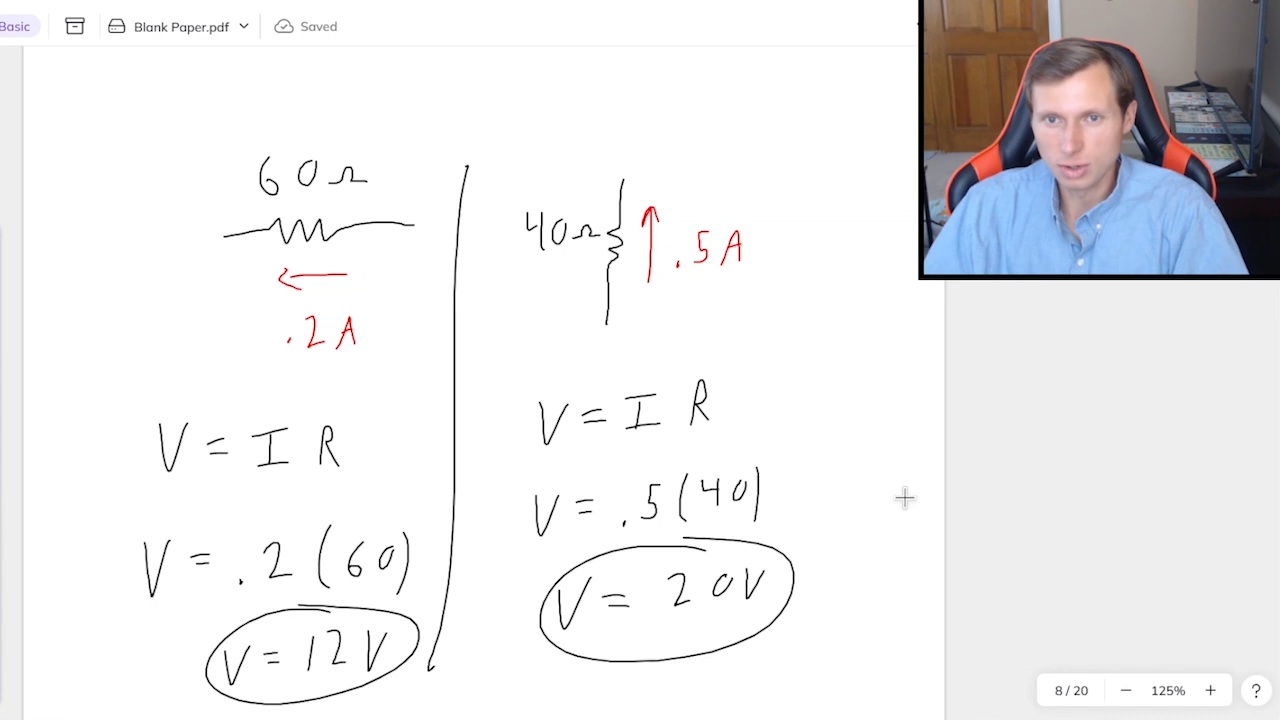 Basic
Blank Paper.pdf
Saved
60Ω
.2A
V = I R
V = .2(60)
V = 12V
40Ω
.5A
V = I R
V = .5(40)
V = 20V
8 / 20
− 125% +
?